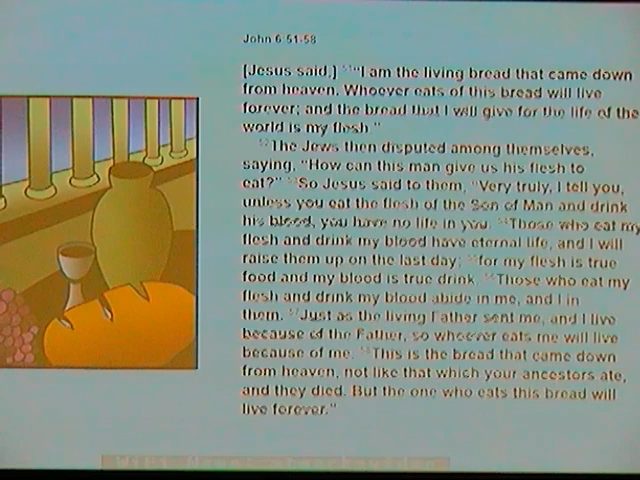 John 6:51-58
[Jesus said,] 51"I am the living bread that came down
from heaven. Whoever eats of this bread will live
forever; and the bread that I will give for the life of the
world is my flesh."
52The Jews then disputed among themselves,
saying, "How can this man give us his flesh to
eat?" 53So Jesus said to them, "Very truly, I tell you,
unless you eat the flesh of the Son of Man and drink
his blood, you have no life in you. 54Those who eat my
flesh and drink my blood have eternal life, and I will
raise them up on the last day; 55for my flesh is true
food and my blood is true drink. 56Those who eat my
flesh and drink my blood abide in me, and I in
them. 57Just as the living Father sent me, and I live
because of the Father, so whoever eats me will live
because of me. 58This is the bread that came down
from heaven, not like that which your ancestors ate,
and they died. But the one who eats this bread will
live forever."